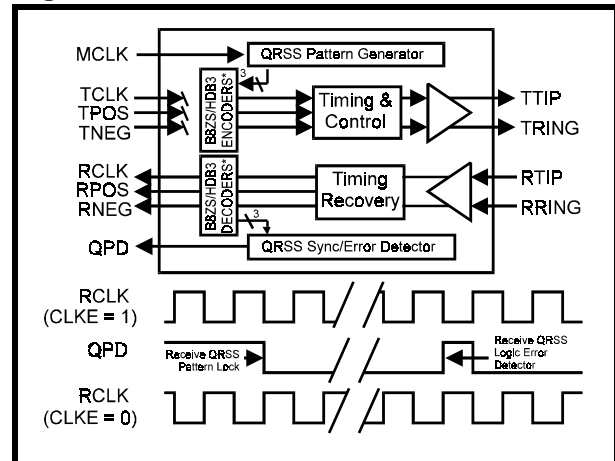 MCLK
QRSS Pattern Generator
3
TCLK
TPOS
TNEG
B8ZS/HDB3
ENCODERS*
Timing &
Control
TTIP
TRING
RCLK
RPOS
RNEG
B8ZS/HDB3
DECODERS*
Timing
Recovery
RTIP
RRING
3
QPD
QRSS Sync/Error Detector
RCLK
(CLKE = 1)
QPD
Receive QRSS
Pattern Lock
Receive QRSS
Logic Error
Detector
RCLK
(CLKE = 0)